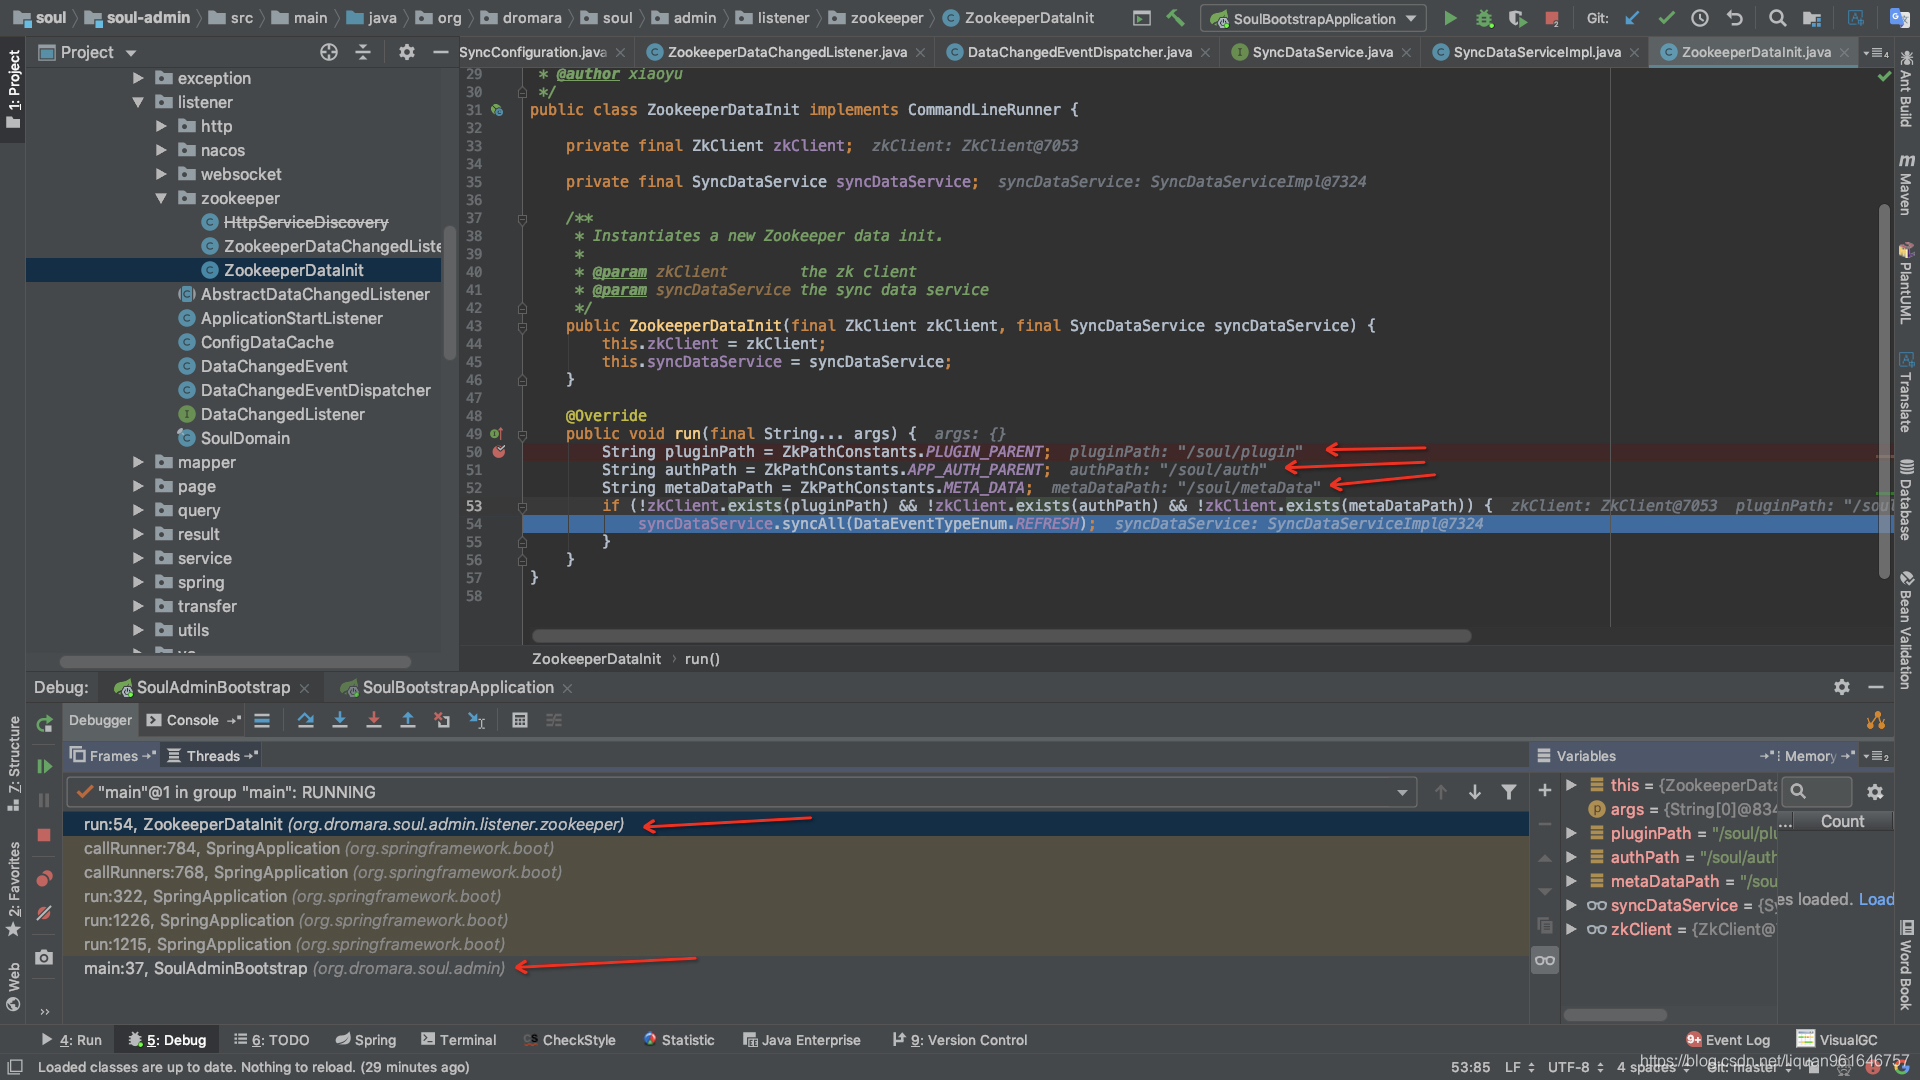 soul › soul-admin › src › main › java › org › dromara › soul › admin › listener › zookeeper › ZookeeperDataInit
SoulBootstrapApplication
Git:
Project
SyncConfiguration.java
ZookeeperDataChangedListener.java
DataChangedEventDispatcher.java
SyncDataService.java
SyncDataServiceImpl.java
ZookeeperDataInit.java
1: Project
exception
listener
http
nacos
websocket
zookeeper
HttpServiceDiscovery
ZookeeperDataChangedListe
ZookeeperDataInit
AbstractDataChangedListener
ApplicationStartListener
ConfigDataCache
DataChangedEvent
DataChangedEventDispatcher
DataChangedListener
SoulDomain
mapper
page
query
result
service
spring
transfer
utils
29 * @author xiaoyu
30 */
31 public class ZookeeperDataInit implements CommandLineRunner {
32
33 private final ZkClient zkClient; zkClient: ZkClient@7053
34
35 private final SyncDataService syncDataService; syncDataService: SyncDataServiceImpl@7324
36
37 /**
38 * Instantiates a new Zookeeper data init.
39 *
40 * @param zkClient the zk client
41 * @param syncDataService the sync data service
42 */
43 public ZookeeperDataInit(final ZkClient zkClient, final SyncDataService syncDataService) {
44 this.zkClient = zkClient;
45 this.syncDataService = syncDataService;
46 }
47
48 @Override
49 public void run(final String... args) { args: {}
50 String pluginPath = ZkPathConstants.PLUGIN_PARENT; pluginPath: "/soul/plugin"
51 String authPath = ZkPathConstants.APP_AUTH_PARENT; authPath: "/soul/auth"
52 String metaDataPath = ZkPathConstants.META_DATA; metaDataPath: "/soul/metaData"
53 if (!zkClient.exists(pluginPath) && !zkClient.exists(authPath) && !zkClient.exists(metaDataPath)) { zkClient: ZkClient@7053 pluginPath: "/soul
54 syncDataService.syncAll(DataEventTypeEnum.REFRESH); syncDataService: SyncDataServiceImpl@7324
55 }
56 }
57 }
58
ZookeeperDataInit › run()
Ant Build
Maven
PlantUML
Translate
Database
Bean Validation
Word Book
Debug: SoulAdminBootstrap SoulBootstrapApplication
Debugger Console
Frames Threads
Variables Memory
"main"@1 in group "main": RUNNING
run:54, ZookeeperDataInit (org.dromara.soul.admin.listener.zookeeper)
callRunner:784, SpringApplication (org.springframework.boot)
callRunners:768, SpringApplication (org.springframework.boot)
run:322, SpringApplication (org.springframework.boot)
run:1226, SpringApplication (org.springframework.boot)
run:1215, SpringApplication (org.springframework.boot)
main:37, SoulAdminBootstrap (org.dromara.soul.admin)
this = {ZookeeperData
args = {String[0]@834
pluginPath = "/soul/plu
authPath = "/soul/auth
metaDataPath = "/sou
syncDataService = {Sy
zkClient = {ZkClient@
... Count
es loaded. Load
7: Structure
2: Favorites
Web
4: Run 5: Debug 6: TODO Spring Terminal CheckStyle Statistic Java Enterprise 9: Version Control
Event Log VisualGC
Loaded classes are up to date. Nothing to reload. (29 minutes ago)
53:85 LF UTF-8 4 spaces Git: master
https://blog.csdn.net/liquan961646757